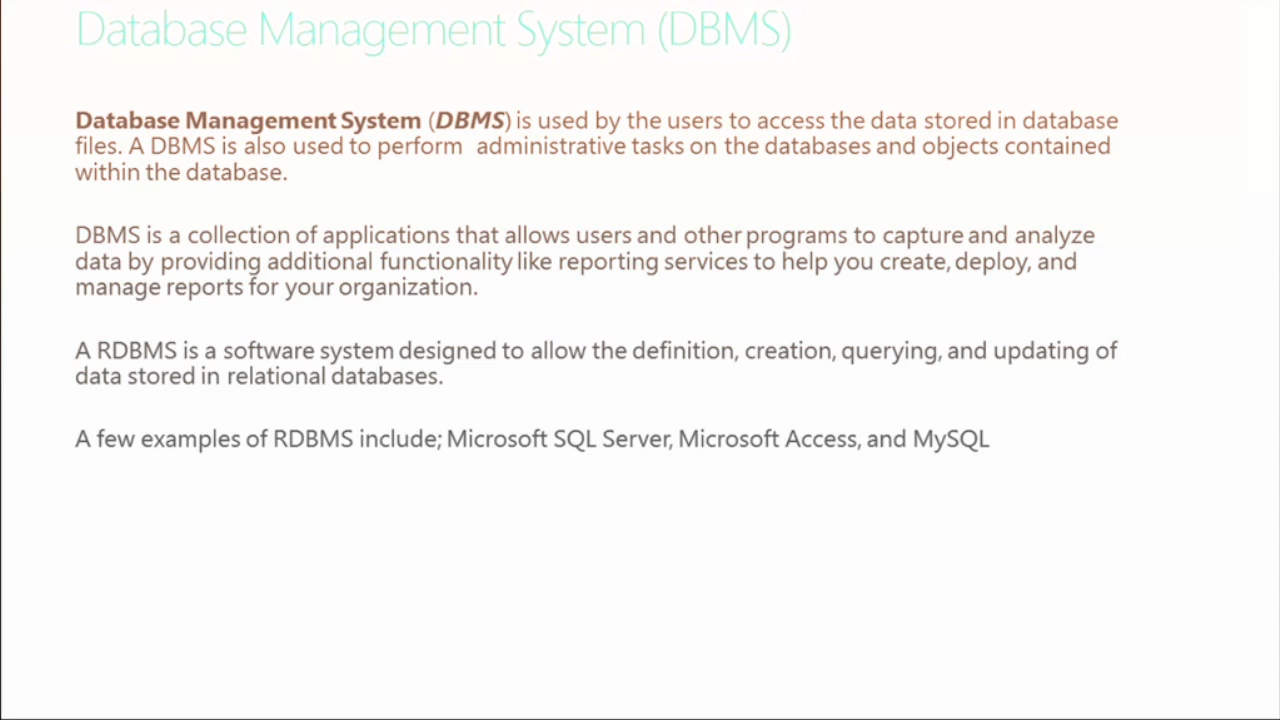 Database Management System (DBMS)
Database Management System (DBMS) is used by the users to access the data stored in database
files. A DBMS is also used to perform administrative tasks on the databases and objects contained
within the database.
DBMS is a collection of applications that allows users and other programs to capture and analyze
data by providing additional functionality like reporting services to help you create, deploy, and
manage reports for your organization.
A RDBMS is a software system designed to allow the definition, creation, querying, and updating of
data stored in relational databases.
A few examples of RDBMS include; Microsoft SQL Server, Microsoft Access, and MySQL